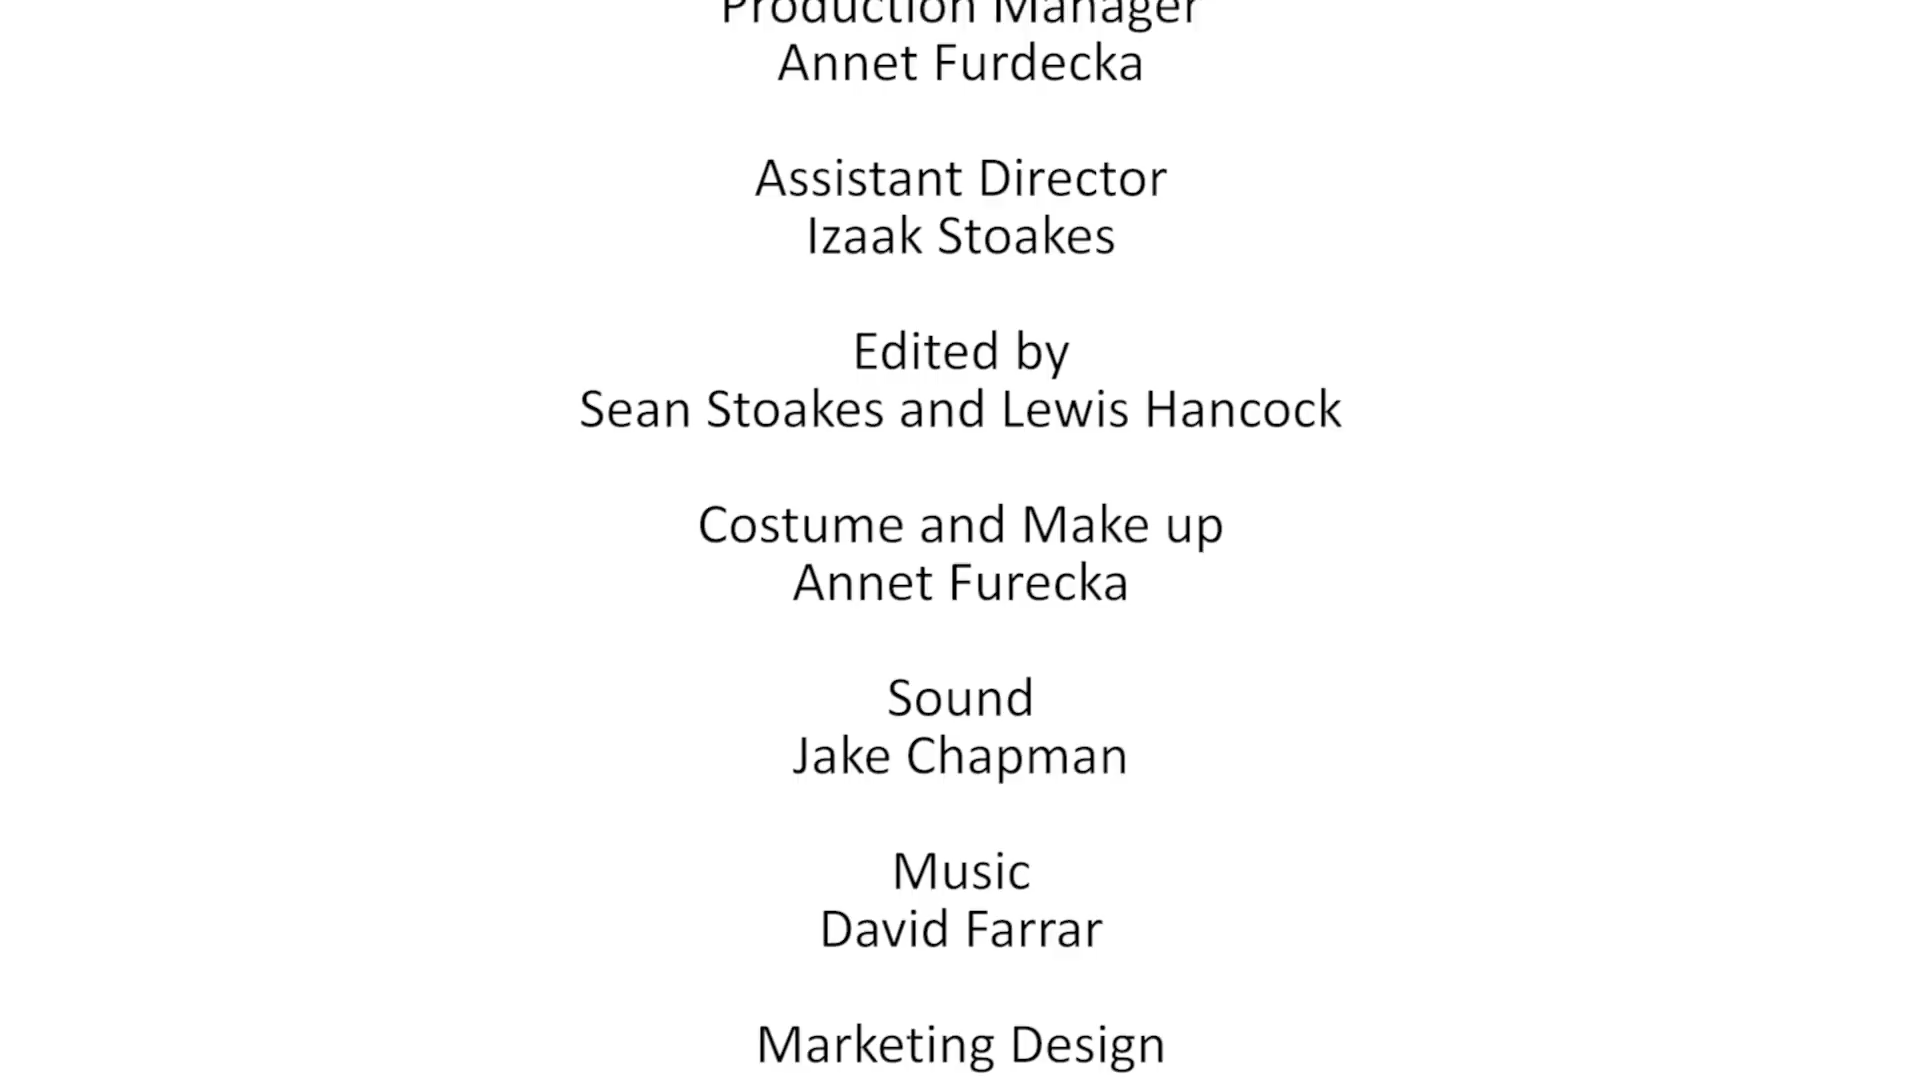 Production Manager
Annet Furdecka
Assistant Director
Izaak Stoakes
Edited by
Sean Stoakes and Lewis Hancock
Costume and Make up
Annet Furecka
Sound
Jake Chapman
Music
David Farrar
Marketing Design